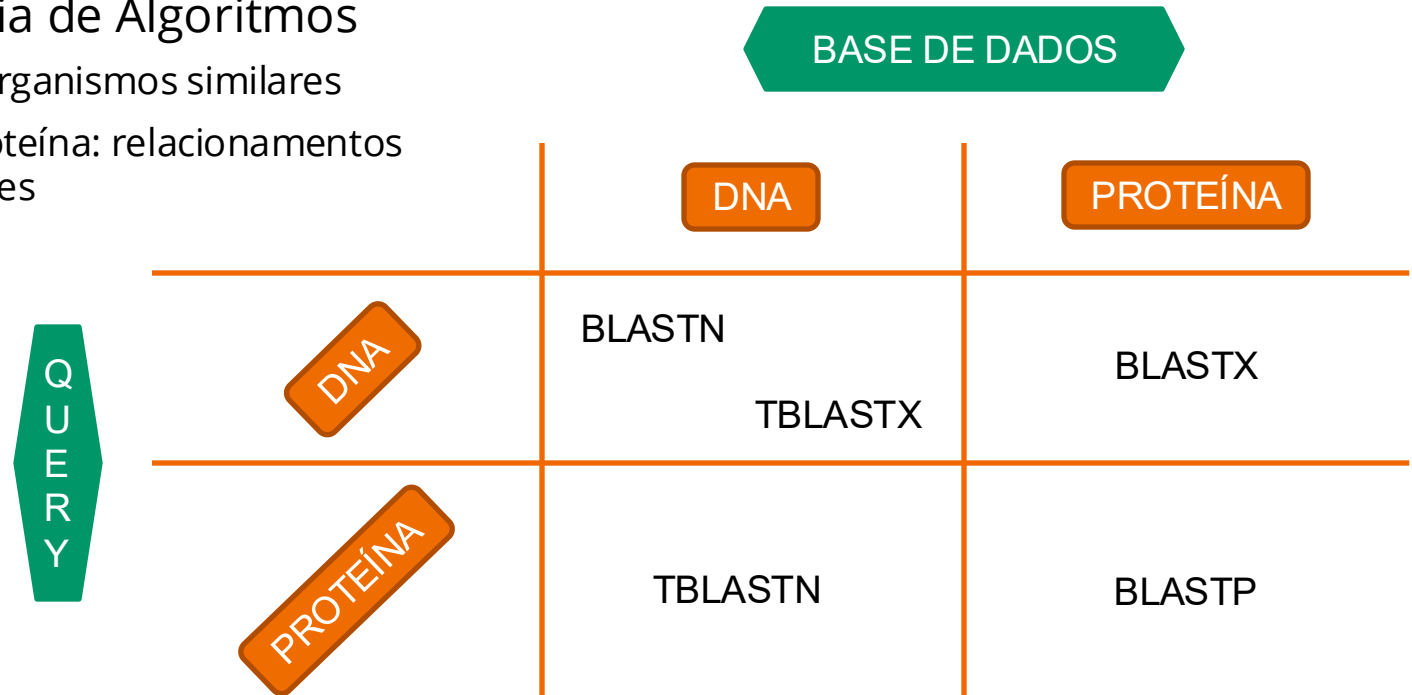 ia de Algoritmos
rganismos similares
oteína: relacionamentos
es
BASE DE DADOS
DNA
PROTEÍNA
QUERY
DNA
BLASTN
TBLASTX
BLASTX
PROTEÍNA
TBLASTN
BLASTP